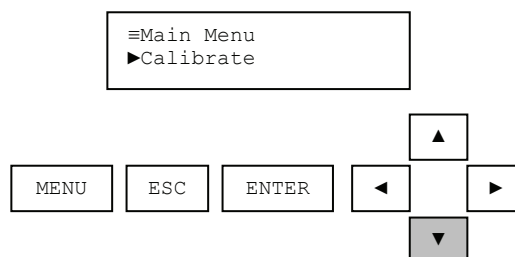 ≡Main Menu
►Calibrate
▲
MENU ESC ENTER ◄ ►
▼